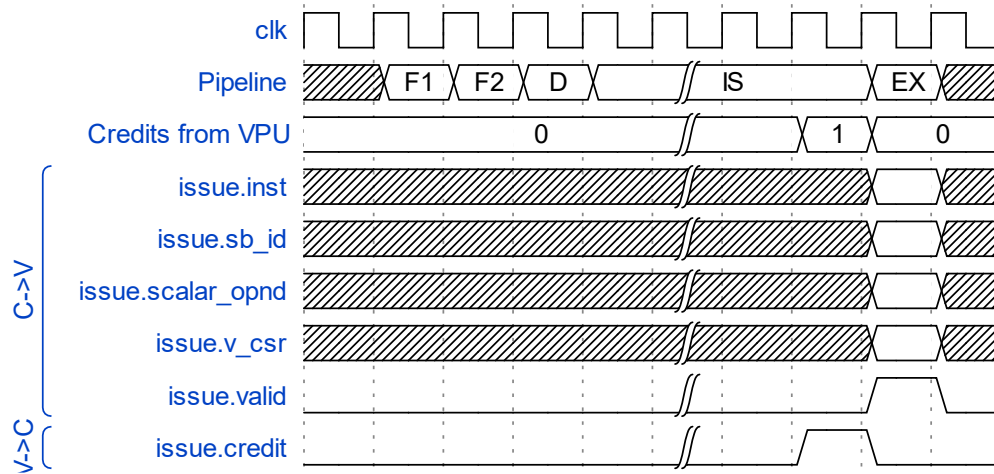 clk
Pipeline F1 F2 D IS EX
Credits from VPU 0 1 0
C->V
issue.inst
issue.sb_id
issue.scalar_opnd
issue.v_csr
issue.valid
V->C
issue.credit